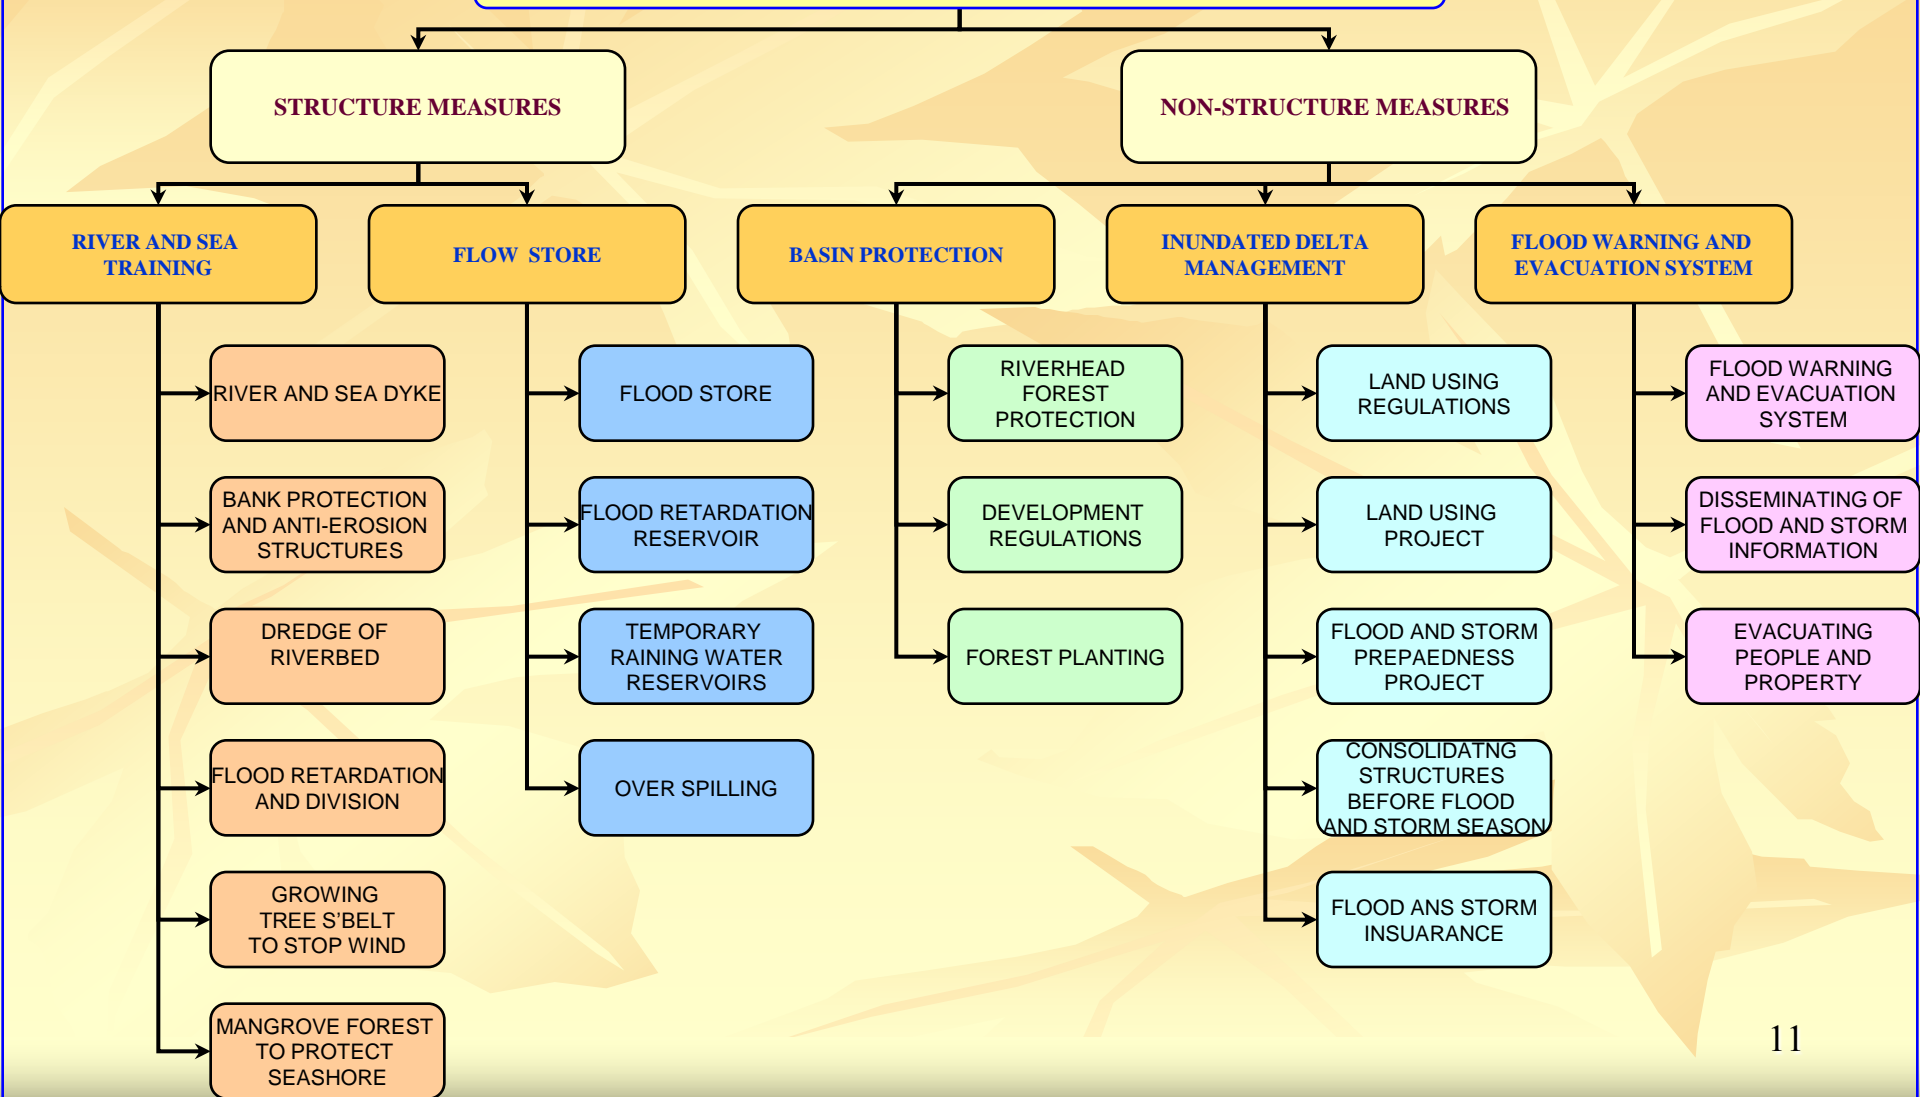 STRUCTURE MEASURES
NON-STRUCTURE MEASURES
RIVER AND SEA
TRAINING
FLOW  STORE
BASIN PROTECTION
INUNDATED DELTA
MANAGEMENT
FLOOD WARNING AND
EVACUATION SYSTEM
RIVER AND SEA DYKE
BANK PROTECTION
AND ANTI-EROSION
STRUCTURES
DREDGE OF
RIVERBED
FLOOD RETARDATION
AND DIVISION
GROWING
TREE S’BELT
TO STOP WIND
MANGROVE FOREST
TO PROTECT
SEASHORE
FLOOD STORE
FLOOD RETARDATION
RESERVOIR
TEMPORARY
RAINING WATER
RESERVOIRS
OVER SPILLING
RIVERHEAD
FOREST
PROTECTION
DEVELOPMENT
REGULATIONS
FOREST PLANTING
LAND USING
REGULATIONS
LAND USING
PROJECT
FLOOD AND STORM
PREPAEDNESS
PROJECT
CONSOLIDATNG
STRUCTURES
BEFORE FLOOD
AND STORM SEASON
FLOOD ANS STORM
INSUARANCE
FLOOD WARNING
AND EVACUATION
SYSTEM
DISSEMINATING OF
FLOOD AND STORM
INFORMATION
EVACUATING
PEOPLE AND
PROPERTY
11